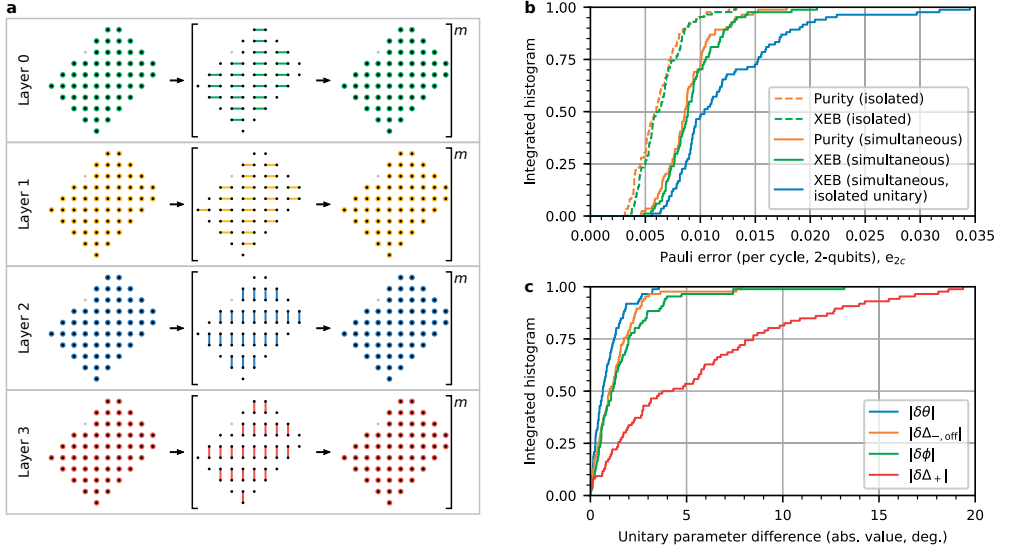 a
Layer 0
m
Layer 1
m
Layer 2
m
Layer 3
m
b
Integrated histogram
1.00
0.75
0.50
0.25
0.00
Purity (isolated)
XEB (isolated)
Purity (simultaneous)
XEB (simultaneous)
XEB (simultaneous,
isolated unitary)
0.000 0.005 0.010 0.015 0.020 0.025 0.030 0.035
Pauli error (per cycle, 2-qubits), e₂c
c
Integrated histogram
1.00
0.75
0.50
0.25
0.00
|δθ|
|δΔ−, off|
|δϕ|
|δΔ+|
0 5 10 15 20
Unitary parameter difference (abs. value, deg.)